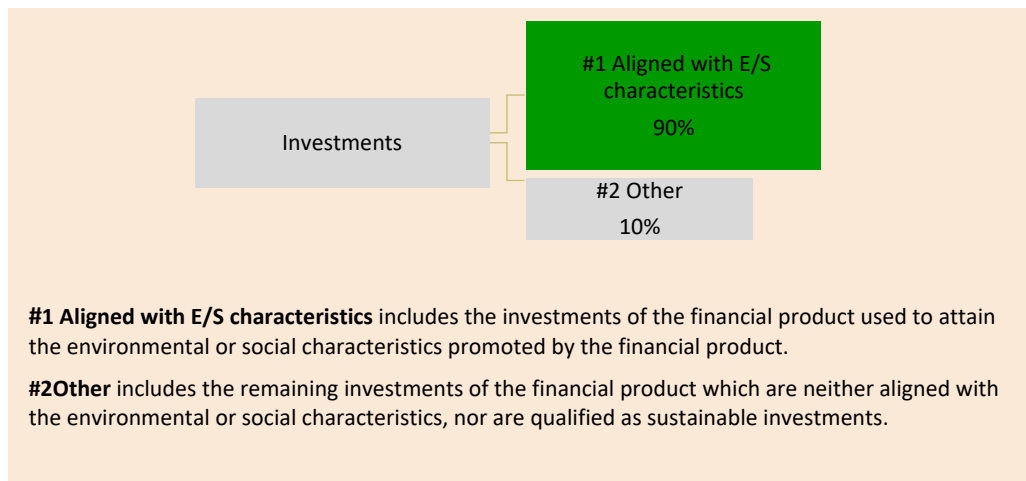 #1 Aligned with E/S
characteristics
90%
Investments
#2 Other
10%
#1 Aligned with E/S characteristics includes the investments of the financial product used to attain
the environmental or social characteristics promoted by the financial product.
#2Other includes the remaining investments of the financial product which are neither aligned with
the environmental or social characteristics, nor are qualified as sustainable investments.